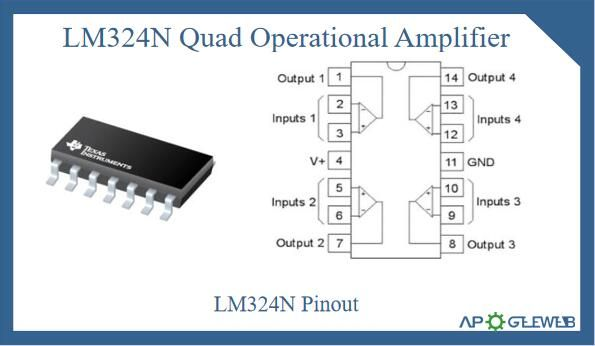 LM324N Quad Operational Amplifier
TEXAS
INSTRUMENTS
Output 1 1 14 Output 4
Inputs 1 2 13 Inputs 4
3 12
V+ 4 11 GND
Inputs 2 5 10 Inputs 3
6 9
Output 2 7 8 Output 3
LM324N Pinout
APOGEEWEB